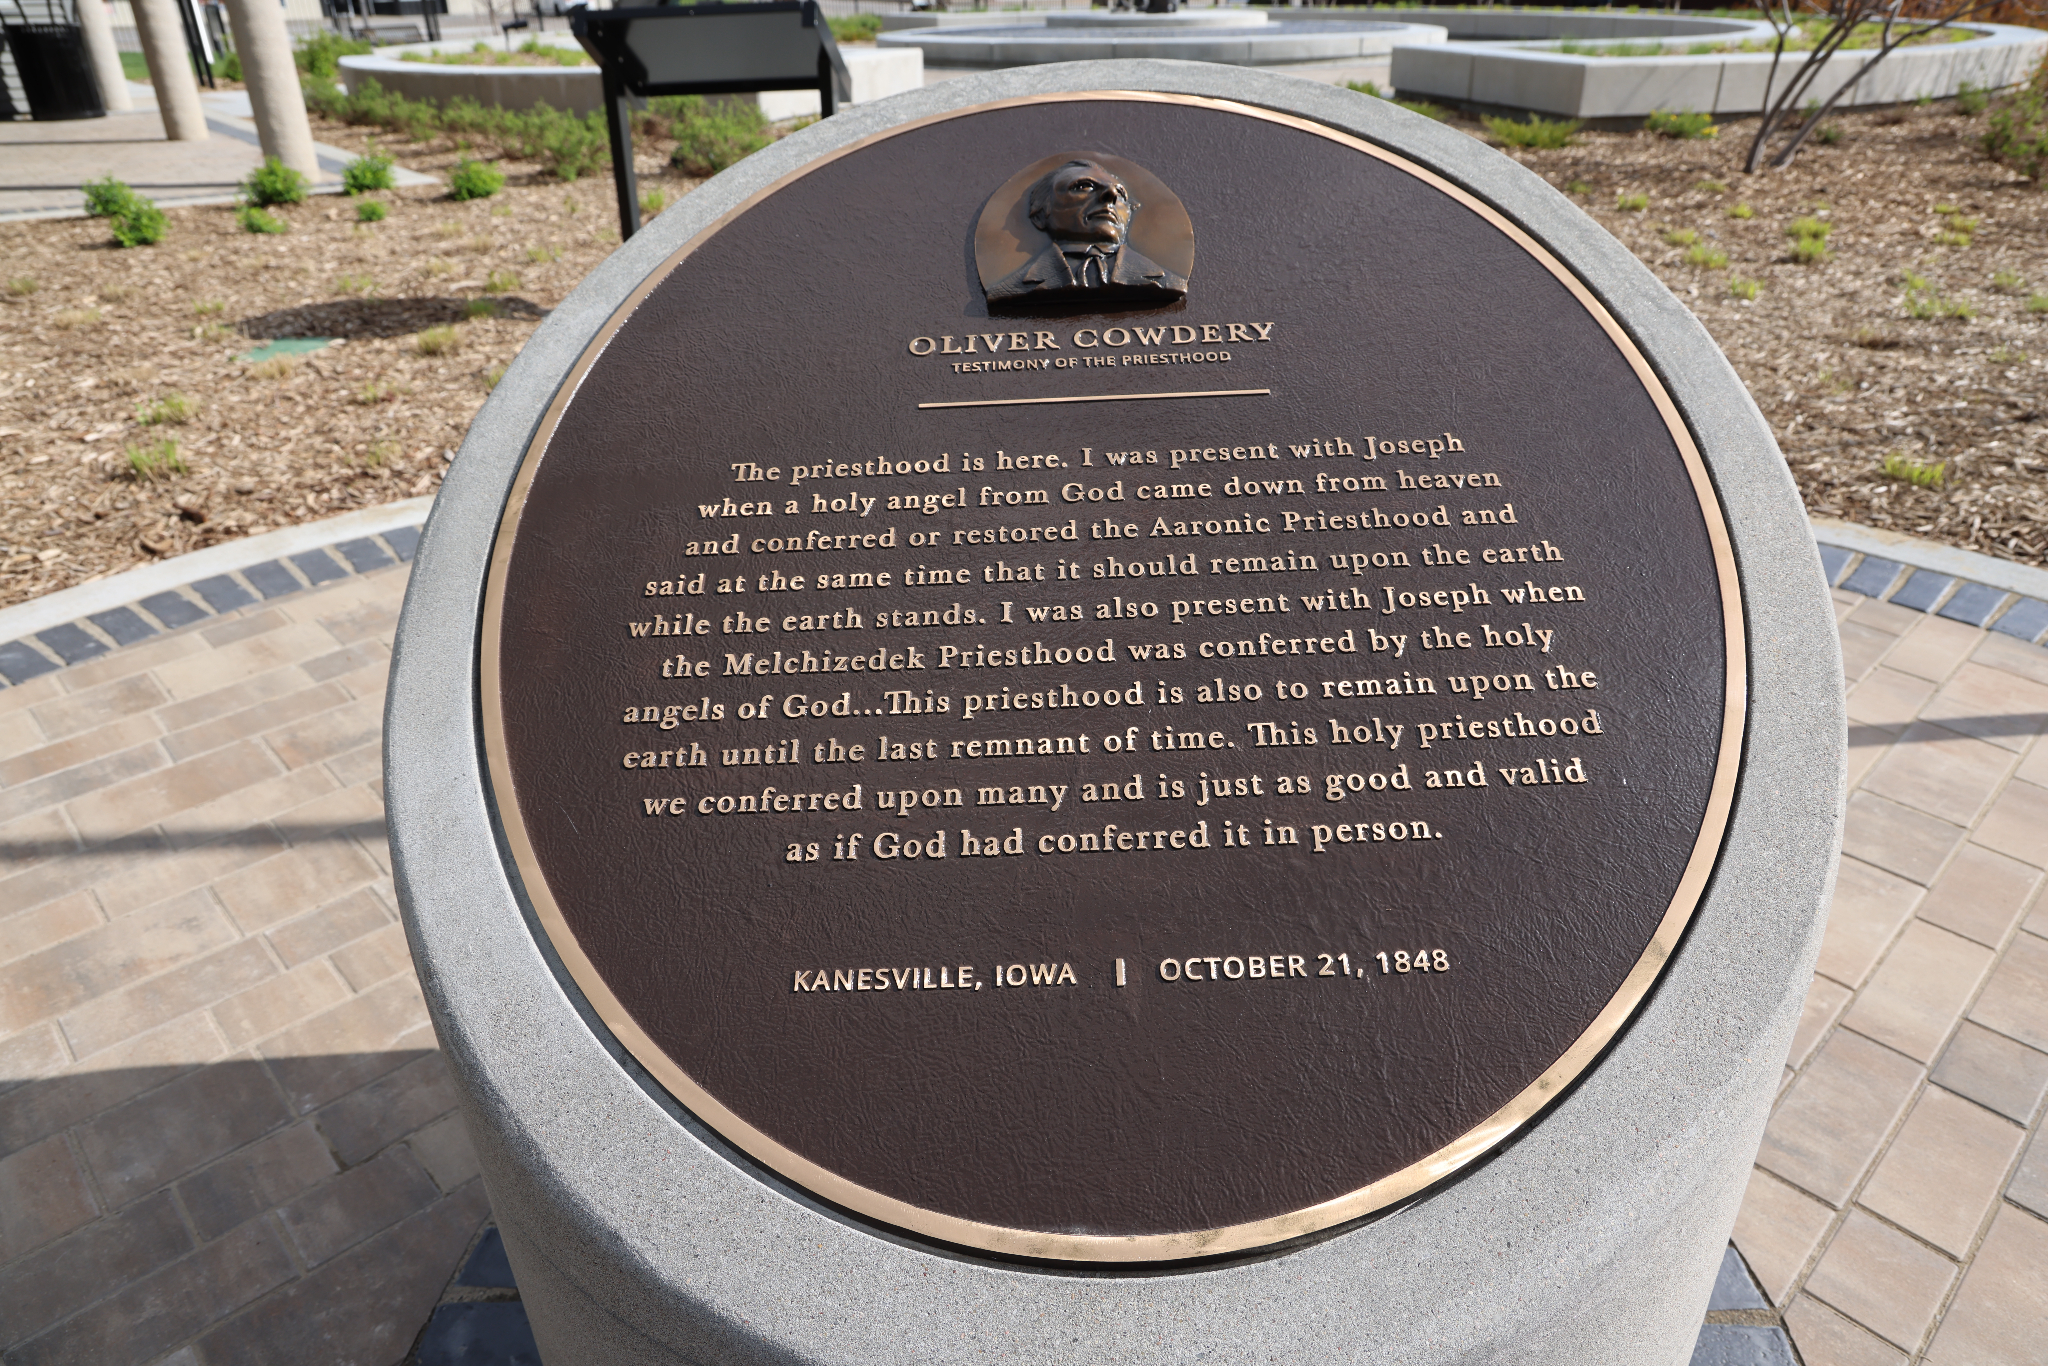 OLIVER COWDERY
TESTIMONY OF THE PRIESTHOOD
The priesthood is here. I was present with Joseph
when a holy angel from God came down from heaven
and conferred or restored the Aaronic Priesthood and
said at the same time that it should remain upon the earth
while the earth stands. I was also present with Joseph when
the Melchizedek Priesthood was conferred by the holy
angels of God...This priesthood is also to remain upon the
earth until the last remnant of time. This holy priesthood
we conferred upon many and is just as good and valid
as if God had conferred it in person.
KANESVILLE, IOWA | OCTOBER 21, 1848